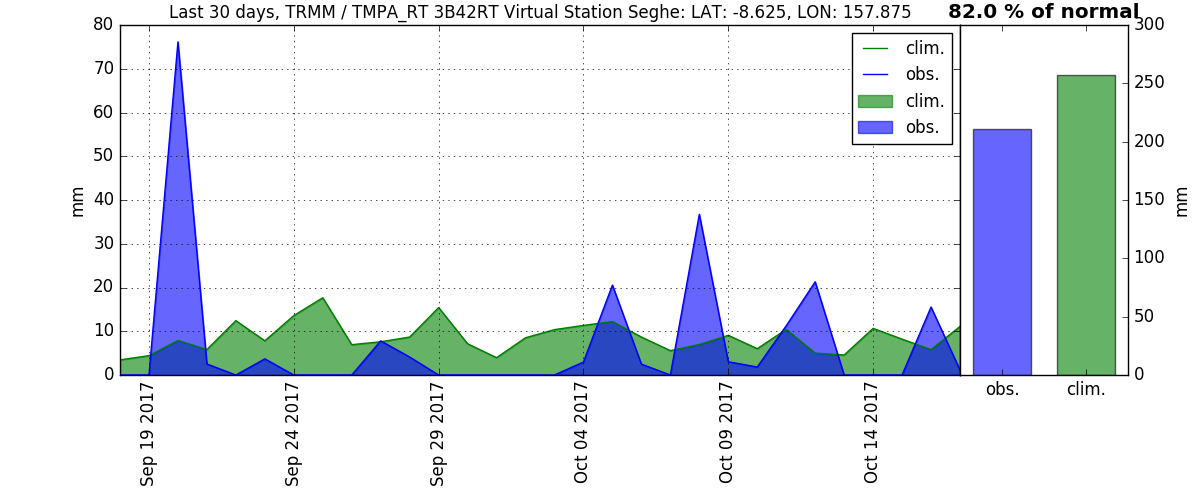 Last 30 days, TRMM / TMPA_RT 3B42RT Virtual Station Seghe: LAT: -8.625, LON: 157.875
82.0 % of normal
80
70
60
50
40
30
20
10
0
mm
clim.
obs.
clim.
obs.
Sep 19 2017
Sep 24 2017
Sep 29 2017
Oct 04 2017
Oct 09 2017
Oct 14 2017
300
250
200
150
100
50
0
mm
obs.
clim.